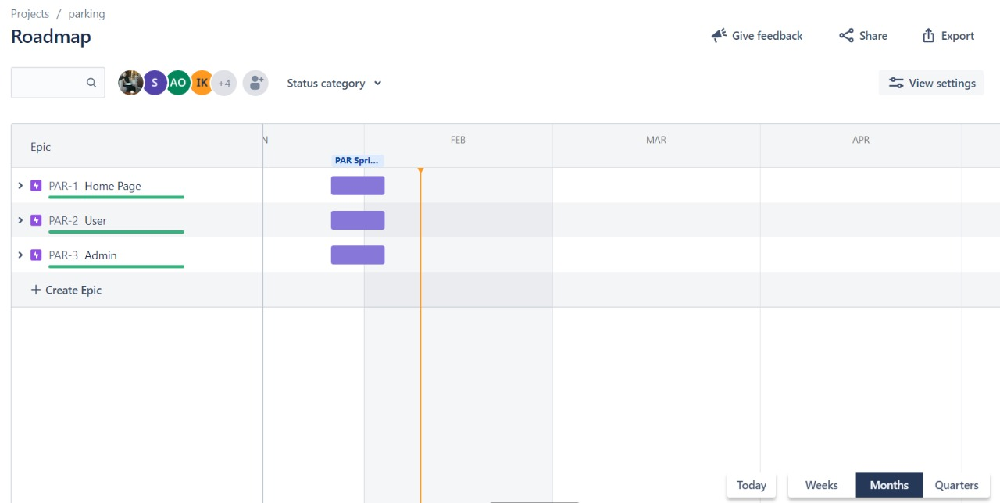 Projects / parking
Roadmap
Give feedback
Share
Export
S
AO
IK
+4
Status category
View settings
Epic
N
FEB
MAR
APR
PAR Spri...
PAR-1 Home Page
PAR-2 User
PAR-3 Admin
+ Create Epic
Today
Weeks
Months
Quarters